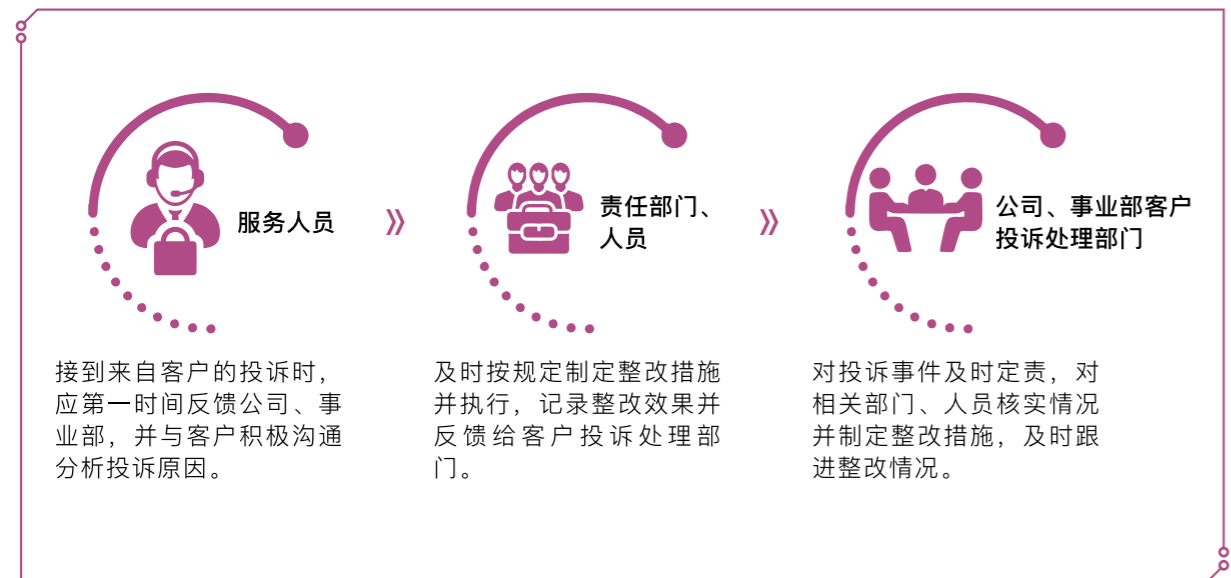 服务人员
接到来自客户的投诉时，
应第一时间反馈公司、事
业部，并与客户积极沟通
分析投诉原因。
责任部门、
人员
及时按规定制定整改措施
并执行，记录整改效果并
反馈给客户投诉处理部
门。
公司、事业部客户
投诉处理部门
对投诉事件及时定责，对
相关部门、人员核实情况
并制定整改措施，及时跟
进整改情况。